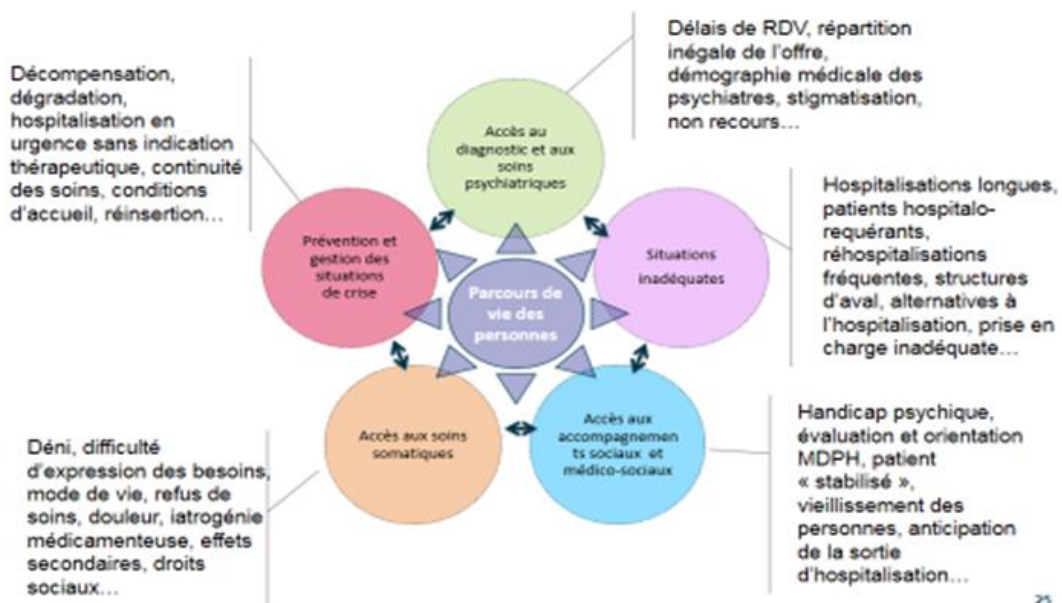 Délais de RDV, répartition
inégale de l'offre,
démographie médicale des
psychiatres, stigmatisation,
non recours…
Décompensation,
dégradation,
hospitalisation en
urgence sans indication
thérapeutique, continuité
des soins, conditions
d'accueil, réinsertion…
Accès au
diagnostic et aux
soins
psychiatriques
Hospitalisations longues,
patients hospitalo-
requérants,
réhospitalisations
fréquentes, structures
d'aval, alternatives à
l'hospitalisation, prise en
charge inadéquate…
Prévention et
gestion des
situations
de crise
Situations
inadéquates
Parcours de
vie des
personnes
Accès aux soins
somatiques
Accès aux
accompagnemen
ts sociaux et
médico-sociaux
Handicap psychique,
évaluation et orientation
MDPH, patient
« stabilisé »,
vieillissement des
personnes, anticipation
de la sortie
d'hospitalisation…
Déni, difficulté
d'expression des besoins,
mode de vie, refus de
soins, douleur, iatrogénie
médicamenteuse, effets
secondaires, droits
sociaux…
25